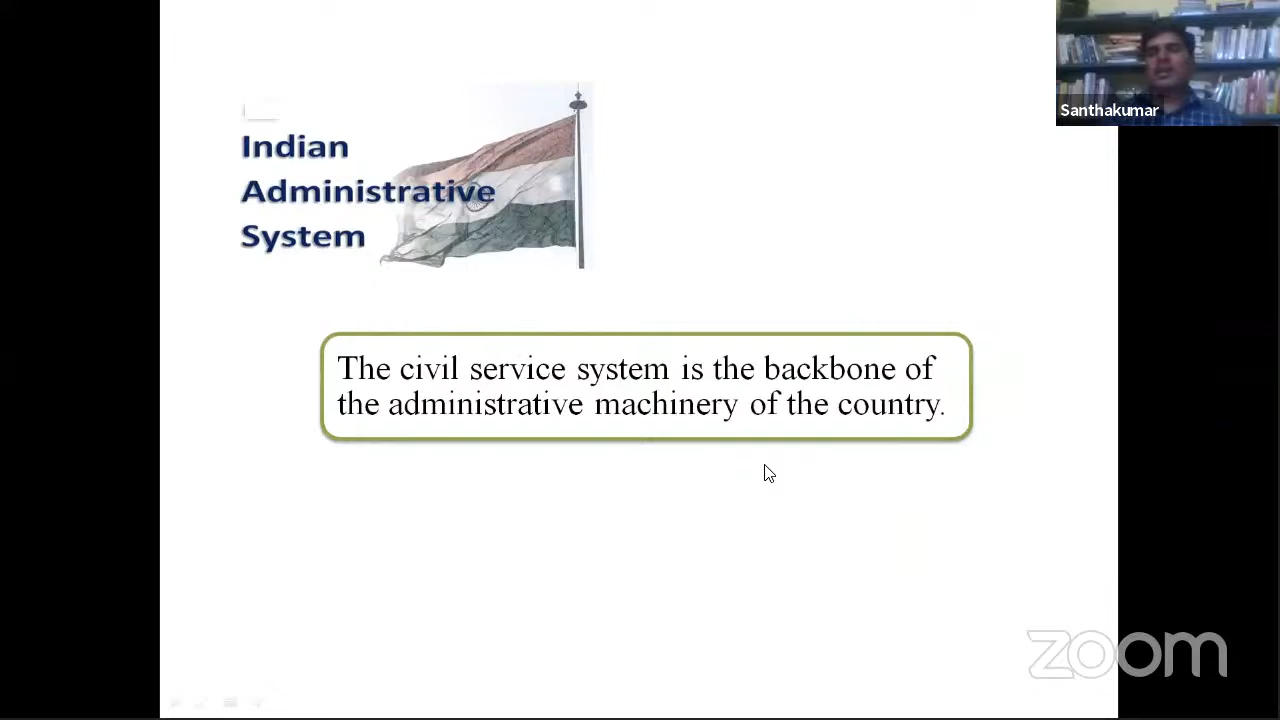 Indian
Administrative
System
The civil service system is the backbone of
the administrative machinery of the country.
Santhakumar
zoom